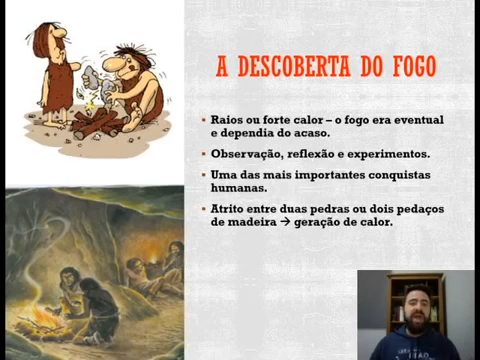 A DESCOBERTA DO FOGO
• Raios ou forte calor – o fogo era eventual
e dependia do acaso.
• Observação, reflexão e experimentos.
• Uma das mais importantes conquistas
humanas.
• Atrito entre duas pedras ou dois pedaços
de madeira → geração de calor.